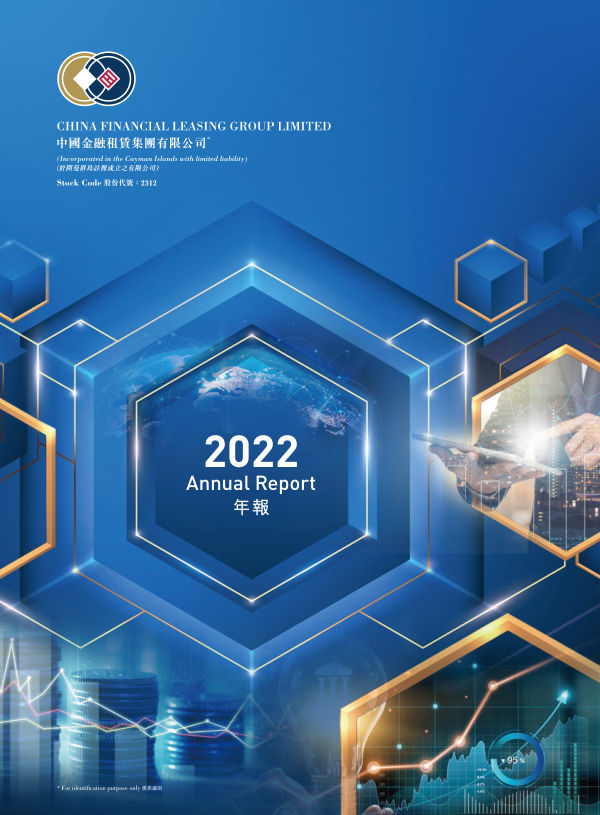 CHINA FINANCIAL LEASING GROUP LIMITED
中國金融租賃集團有限公司*
(Incorporated in the Cayman Islands with limited liability)
(於開曼群島註冊成立之有限公司)
Stock Code 股份代號：2312
2022
Annual Report
年報
95 %
* For identification purpose only 僅供識別